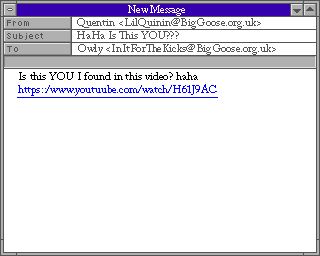 New Message
From Quentin <LilQuinin@BigGoose.org.uk>
Subject HaHa Is This YOU???
To Owly <InItForTheKicks@BigGoose.org.uk>
Is this YOU I found in this video? haha
https:/www.youtuube.com/watch/H61J9AC